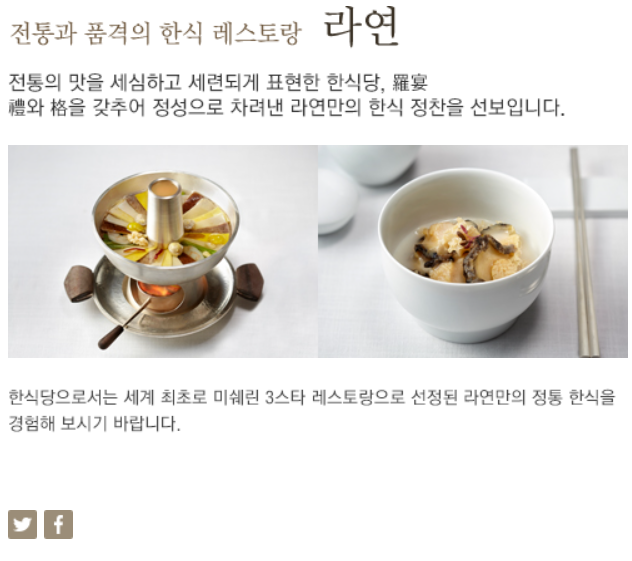 전통과 품격의 한식 레스토랑 라연
전통의 맛을 세심하고 세련되게 표현한 한식당, 羅宴
禮와 格을 갖추어 정성으로 차려낸 라연만의 한식 정찬을 선보입니다.
한식당으로서는 세계 최초로 미쉐린 3스타 레스토랑으로 선정된 라연만의 정통 한식을
경험해 보시기 바랍니다.